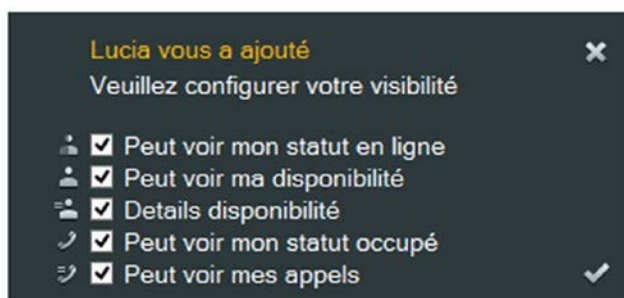 Lucia vous a ajouté
Veuillez configurer votre visibilité
Peut voir mon statut en ligne
Peut voir ma disponibilité
Details disponibilité
Peut voir mon statut occupé
Peut voir mes appels